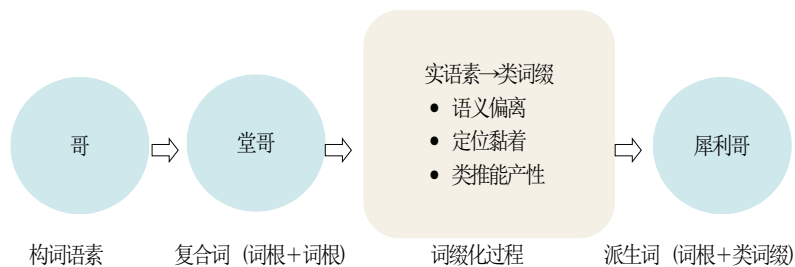 实语素→类词缀
• 语义偏离
• 定位黏着
• 类推能产性
哥
堂哥
犀利哥
构词语素
复合词（词根＋词根）
词缀化过程
派生词（词根＋类词缀）